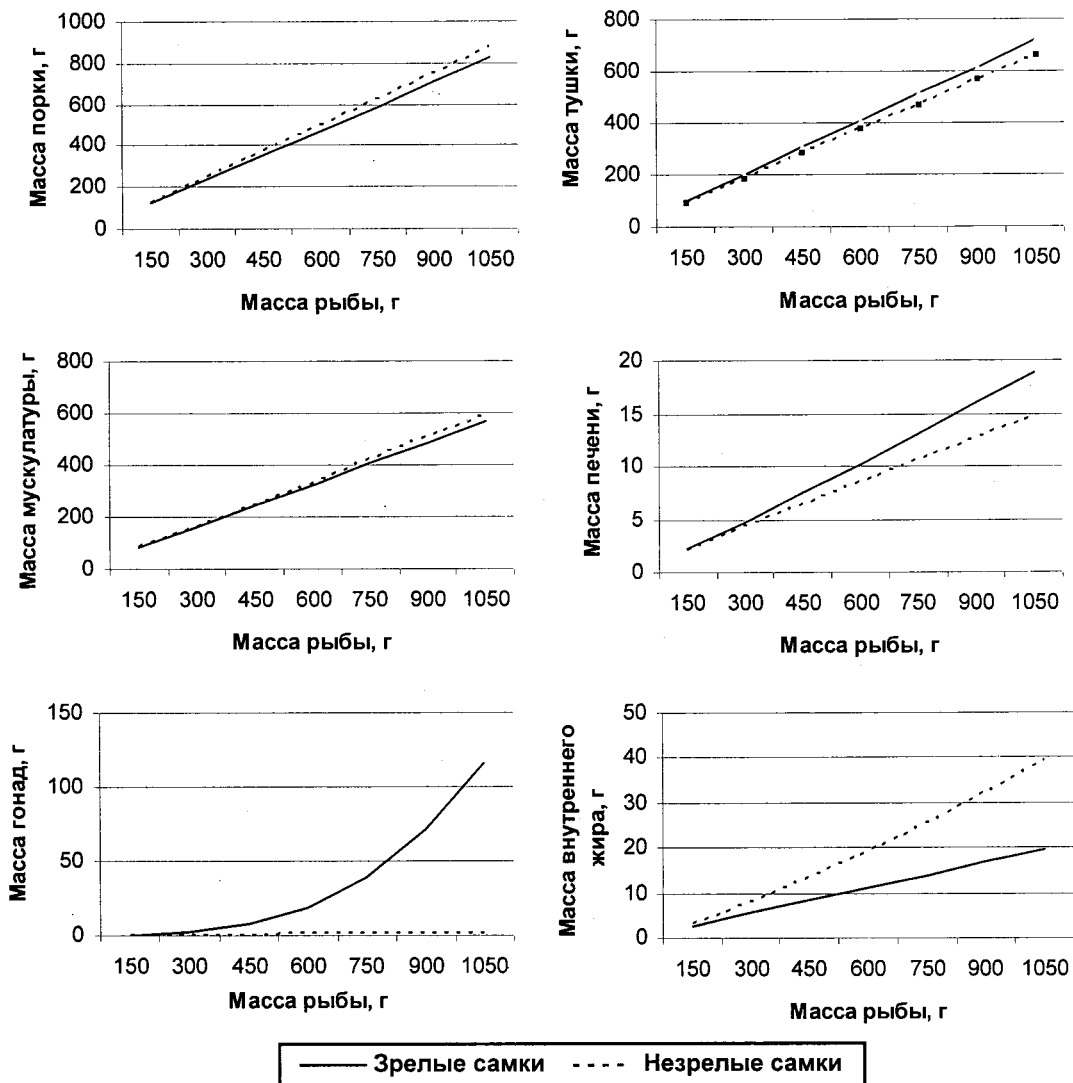 Масса порки, г
1000
800
600
400
200
0
150 300 450 600 750 900 1050
Масса рыбы, г
Масса тушки, г
800
600
400
200
0
150 300 450 600 750 900 1050
Масса рыбы, г
Масса мускулатуры, г
800
600
400
200
0
150 300 450 600 750 900 1050
Масса рыбы, г
Масса печени, г
20
15
10
5
0
150 300 450 600 750 900 1050
Масса рыбы, г
Масса гонад, г
150
100
50
0
150 300 450 600 750 900 1050
Масса рыбы, г
Масса внутреннего
жира, г
50
40
30
20
10
0
150 300 450 600 750 900 1050
Масса рыбы, г
Зрелые самки Незрелые самки